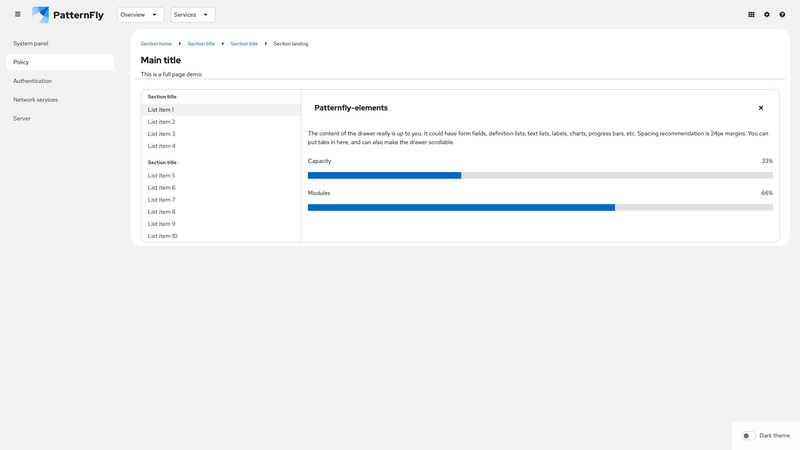 PatternFly
Overview
Services
System panel
Policy
Authentication
Network services
Server
Section home
Section title
Section title
Section landing
Main title
This is a full page demo.
Section title
List item 1
List item 2
List item 3
List item 4
Section title
List item 5
List item 6
List item 7
List item 8
List item 9
List item 10
Patternfly-elements
The content of the drawer really is up to you. It could have form fields, definition lists, text lists, labels, charts, progress bars, etc. Spacing recommendation is 24px margins. You can
put tabs in here, and can also make the drawer scrollable.
Capacity 33%
Modules 66%
Dark theme